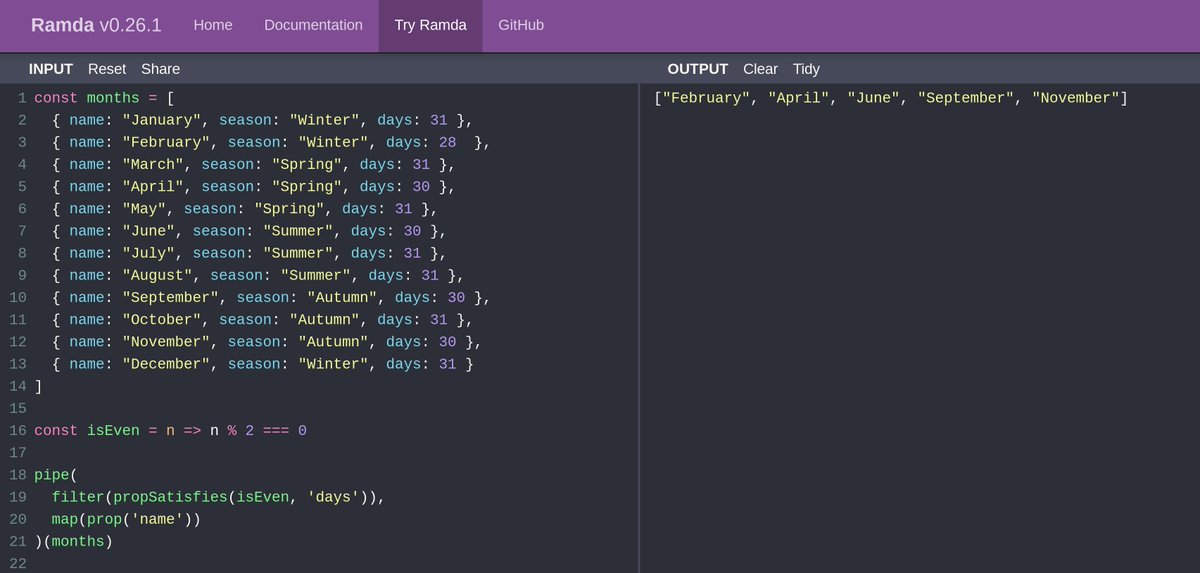 Ramda v0.26.1 Home Documentation Try Ramda GitHub
INPUT Reset Share
1 const months = [
2   { name: "January", season: "Winter", days: 31 },
3   { name: "February", season: "Winter", days: 28  },
4   { name: "March", season: "Spring", days: 31 },
5   { name: "April", season: "Spring", days: 30 },
6   { name: "May", season: "Spring", days: 31 },
7   { name: "June", season: "Summer", days: 30 },
8   { name: "July", season: "Summer", days: 31 },
9   { name: "August", season: "Summer", days: 31 },
10   { name: "September", season: "Autumn", days: 30 },
11   { name: "October", season: "Autumn", days: 31 },
12   { name: "November", season: "Autumn", days: 30 },
13   { name: "December", season: "Winter", days: 31 }
14 ]
15
16 const isEven = n => n % 2 === 0
17
18 pipe(
19   filter(propSatisfies(isEven, 'days')),
20   map(prop('name'))
21 )(months)
22
OUTPUT Clear Tidy
["February", "April", "June", "September", "November"]